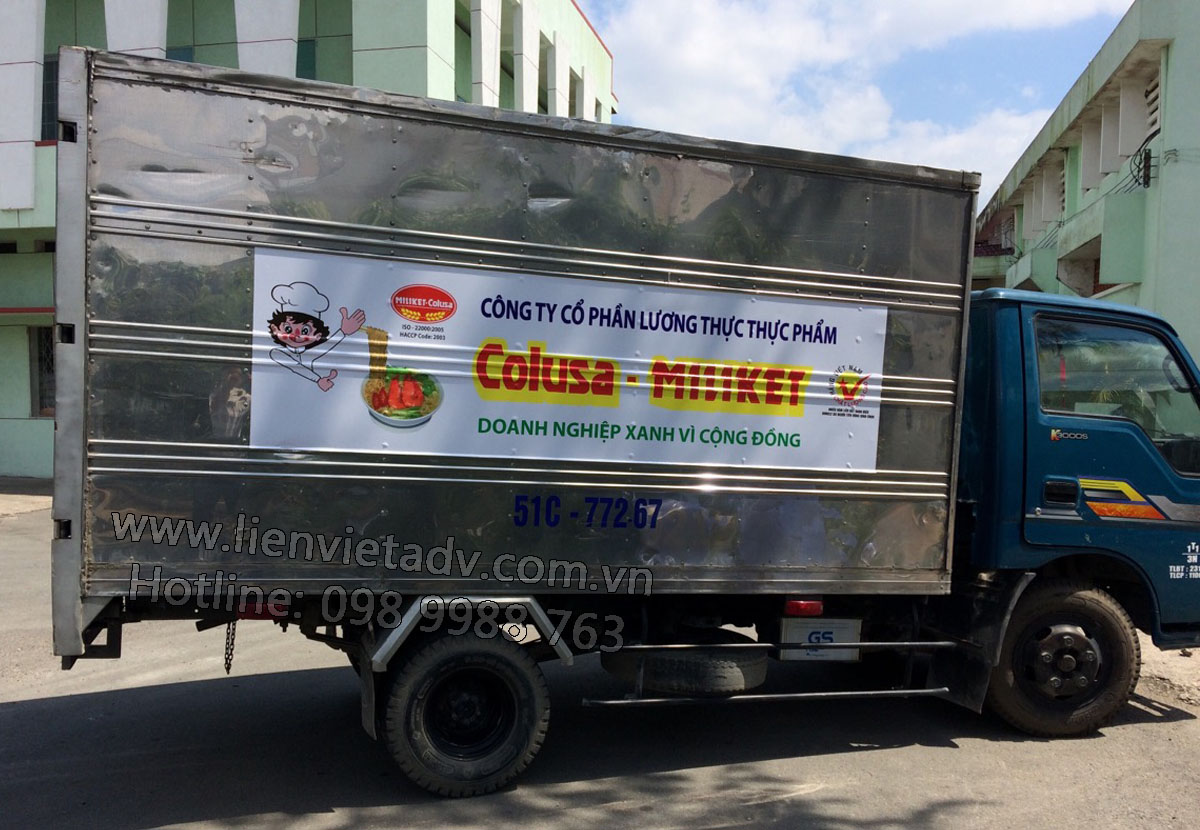 MILIKET-Colusa
ISO - 22000:2005
HACCP Code: 2003
CÔNG TY CỔ PHẦN LƯƠNG THỰC THỰC PHẨM
Colusa - MILIKET
DOANH NGHIỆP XANH VÌ CỘNG ĐỒNG
51C - 772.67
K3000S
GS
www.lienvietadv.com.vn
Hotline: 098 9988 763